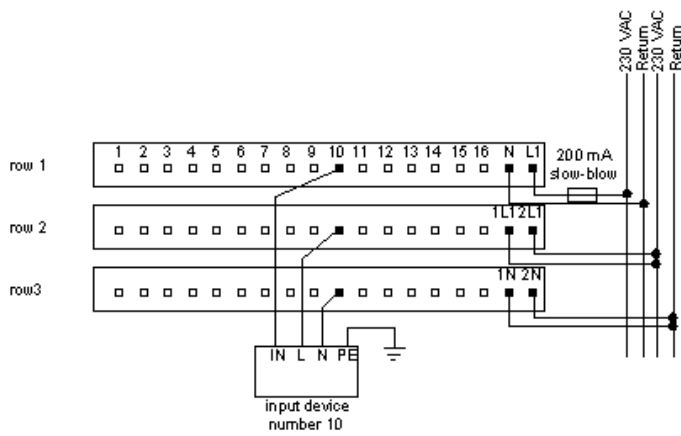 230 VAC
Return
230 VAC
Return
1 2 3 4 5 6 7 8 9 10 11 12 13 14 15 16 N L1
200 mA
slow-blow
row 1
1L1 2L1
row 2
1N 2N
row3
IN L N PE
input device
number 10